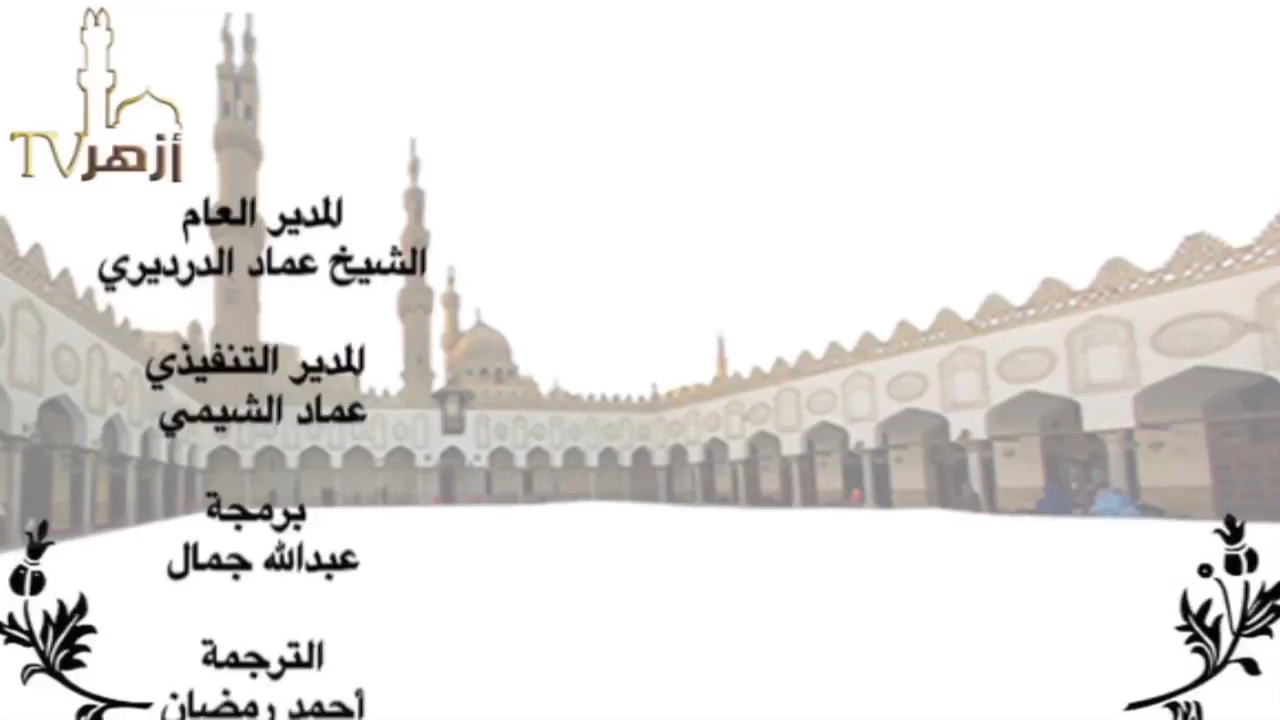 أزهر TV
المدير العام
الشيخ عماد الدرديري
المدير التنفيذي
عماد الشيمي
برمجة
عبدالله جمال
الترجمة
أحمد رمضان